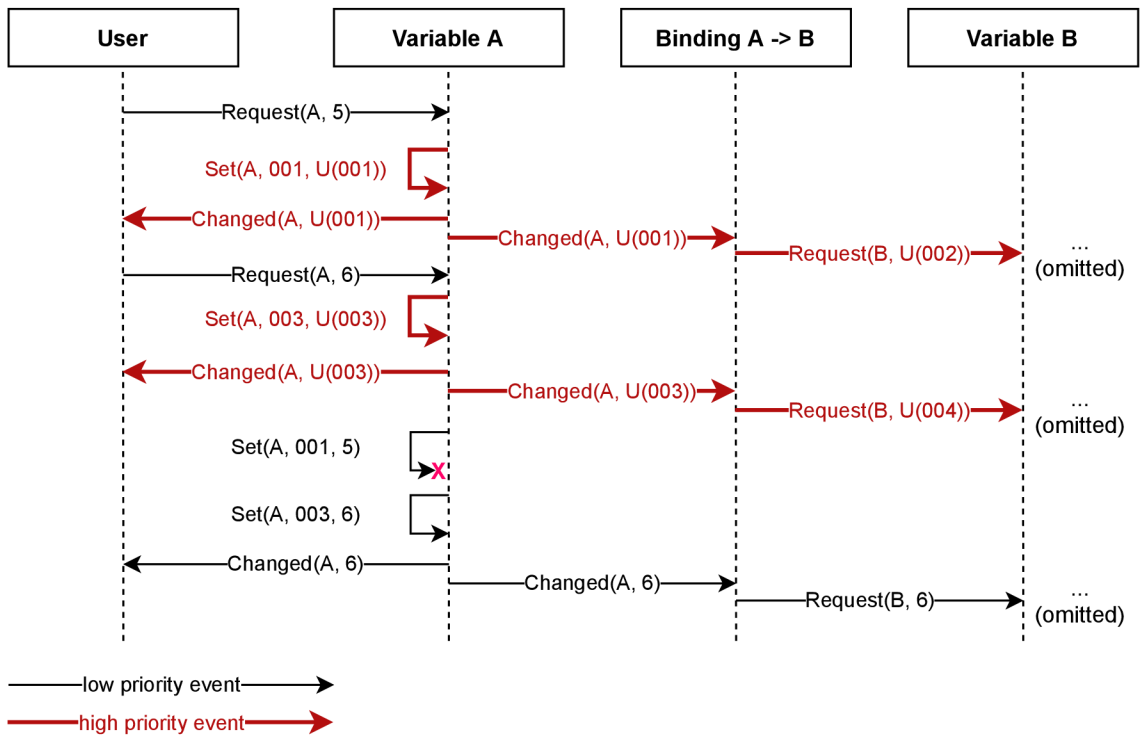 User
Variable A
Binding A -> B
Variable B
Request(A, 5)
Set(A, 001, U(001))
Changed(A, U(001))
Changed(A, U(001))
Request(B, U(002))
...
(omitted)
Request(A, 6)
Set(A, 003, U(003))
Changed(A, U(003))
Changed(A, U(003))
Request(B, U(004))
...
(omitted)
Set(A, 001, 5)
X
Set(A, 003, 6)
Changed(A, 6)
Changed(A, 6)
Request(B, 6)
...
(omitted)
low priority event
high priority event